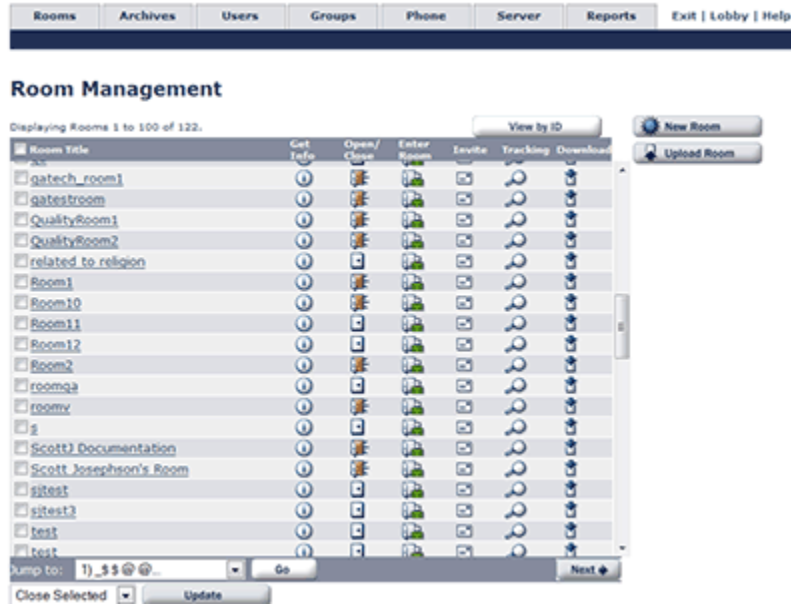 Rooms Archives Users Groups Phone Server Reports Exit | Lobby | Help
Room Management
Displaying Rooms 1 to 100 of 122.
View by ID
New Room
Upload Room
Room Title Get Info Open/Close Enter Room Invite Tracking Download
gatech_room1
gatestroom
QualityRoom1
QualityRoom2
related to religion
Room1
Room10
Room11
Room12
Room2
roomqa
roomv
s
ScottJ Documentation
Scott Josephson's Room
sjtest
sjtest3
test
test
Jump to: 1)_$$@@... Go Next
Close Selected Update